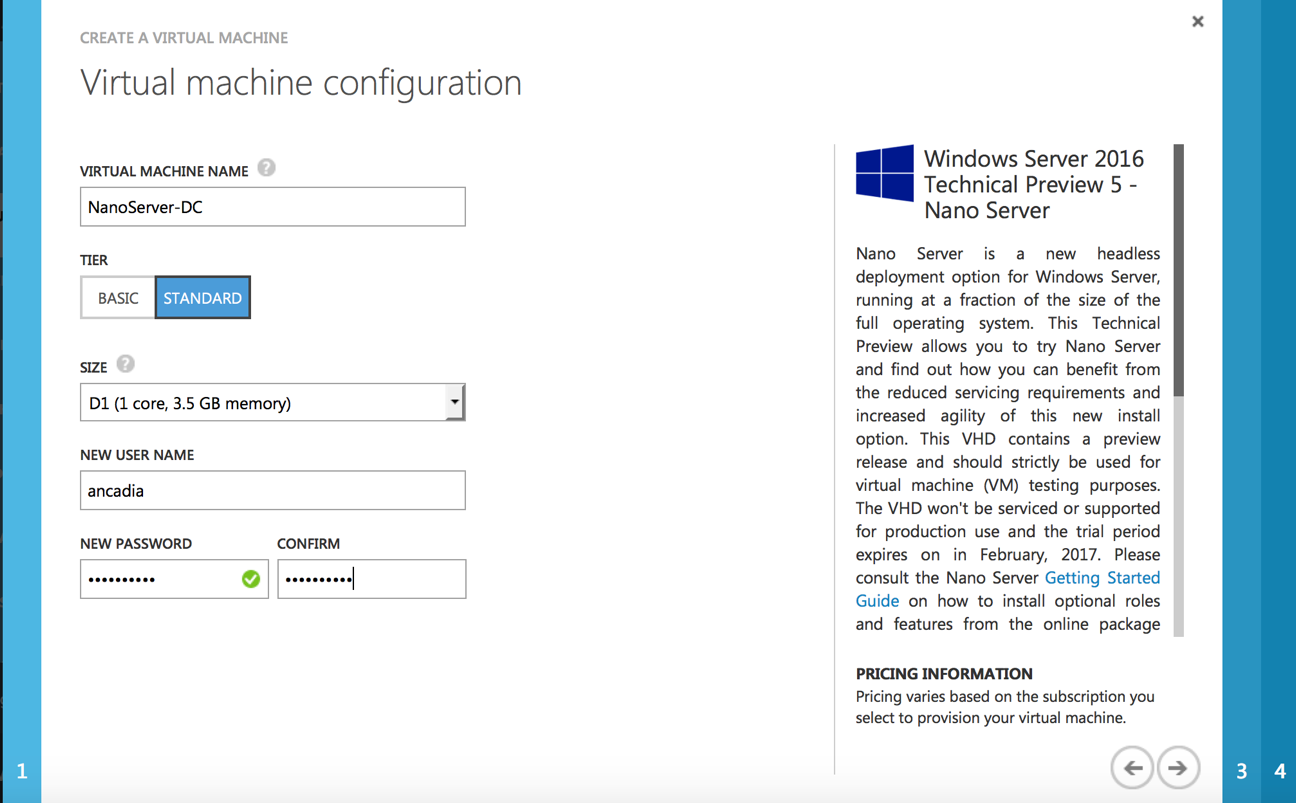 CREATE A VIRTUAL MACHINE
Virtual machine configuration
VIRTUAL MACHINE NAME ?
NanoServer-DC
TIER
BASIC STANDARD
SIZE ?
D1 (1 core, 3.5 GB memory)
NEW USER NAME
ancadia
NEW PASSWORD CONFIRM
•••••••••• ••••••••••
Windows Server 2016
Technical Preview 5 -
Nano Server
Nano Server is a new headless
deployment option for Windows Server,
running at a fraction of the size of the
full operating system. This Technical
Preview allows you to try Nano Server
and find out how you can benefit from
the reduced servicing requirements and
increased agility of this new install
option. This VHD contains a preview
release and should strictly be used for
virtual machine (VM) testing purposes.
The VHD won't be serviced or supported
for production use and the trial period
expires on in February, 2017. Please
consult the Nano Server Getting Started
Guide on how to install optional roles
and features from the online package
PRICING INFORMATION
Pricing varies based on the subscription you
select to provision your virtual machine.
1
3
4